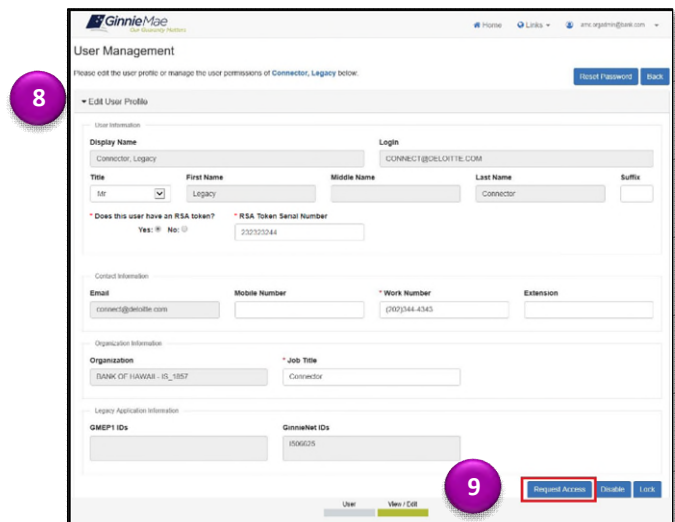 GinnieMae
Our Guaranty Matters
Home Links ams.orgadmin@bank.com
User Management
Please edit the user profile or manage the user permissions of Connector, Legacy below.
Reset Password Back
8
Edit User Profile
User Information
Display Name Login
Connector, Legacy CONNECT@DELOITTE.COM
Title First Name Middle Name Last Name Suffix
Mr Legacy Connector
* Does this user have an RSA token? * RSA Token Serial Number
Yes: No: 232323244
Contact Information
Email Mobile Number * Work Number Extension
connect@deloitte.com (202)344-4343
Organization Information
Organization * Job Title
BANK OF HAWAII - IS_1857 Connector
Legacy Application Information
GMEP1 IDs GinnieNet IDs
I506625
9
Request Access Disable Lock
User View / Edit